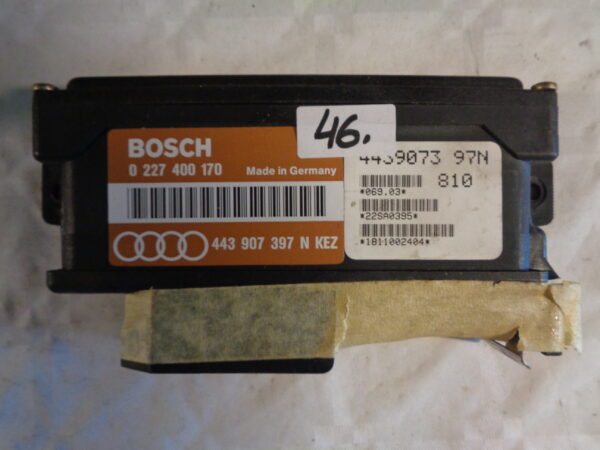 46.
BOSCH
0 227 400 170
Made in Germany
443 907 397 N KEZ
4439073 97N
810
*069.03*
*22SA0395*
*1811002404*